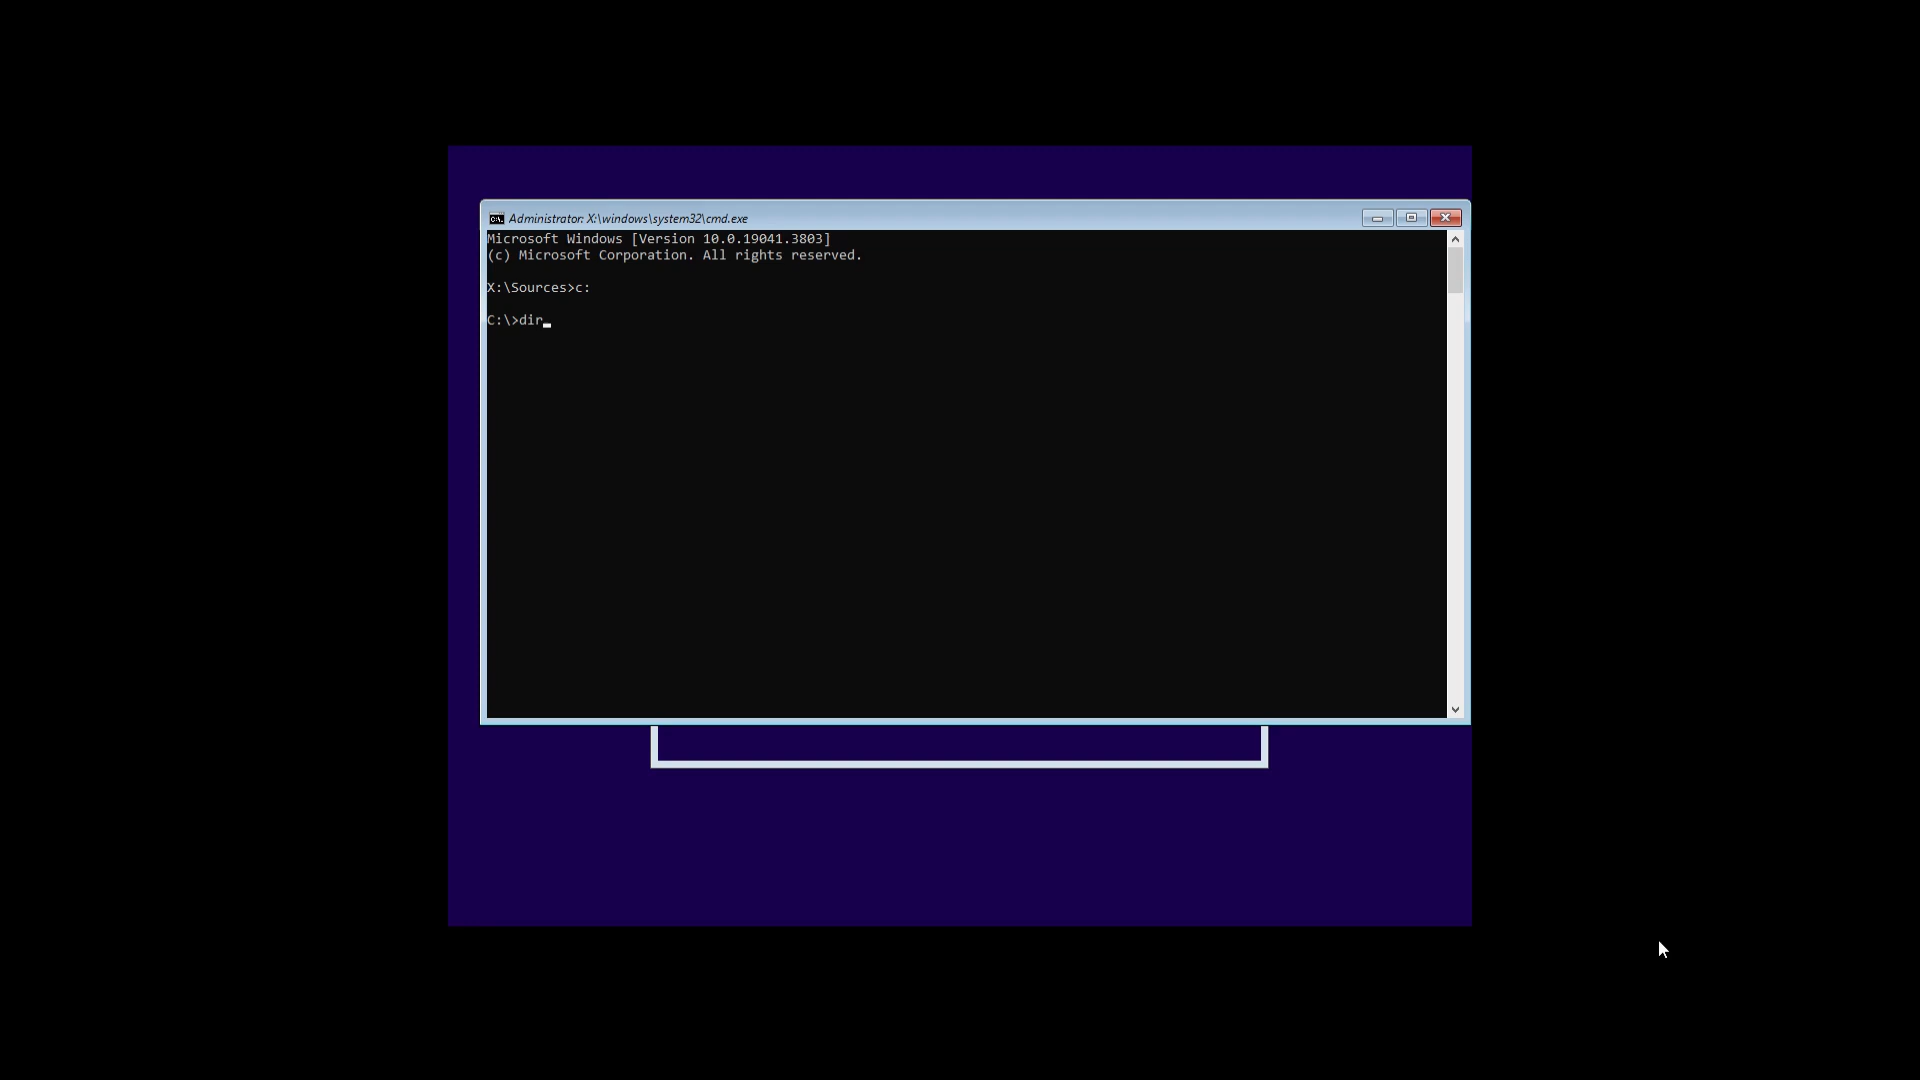 Administrator: X:\windows\system32\cmd.exe
Microsoft Windows [Version 10.0.19041.3803]
(c) Microsoft Corporation. All rights reserved.
X:\Sources>c:
C:\>dir